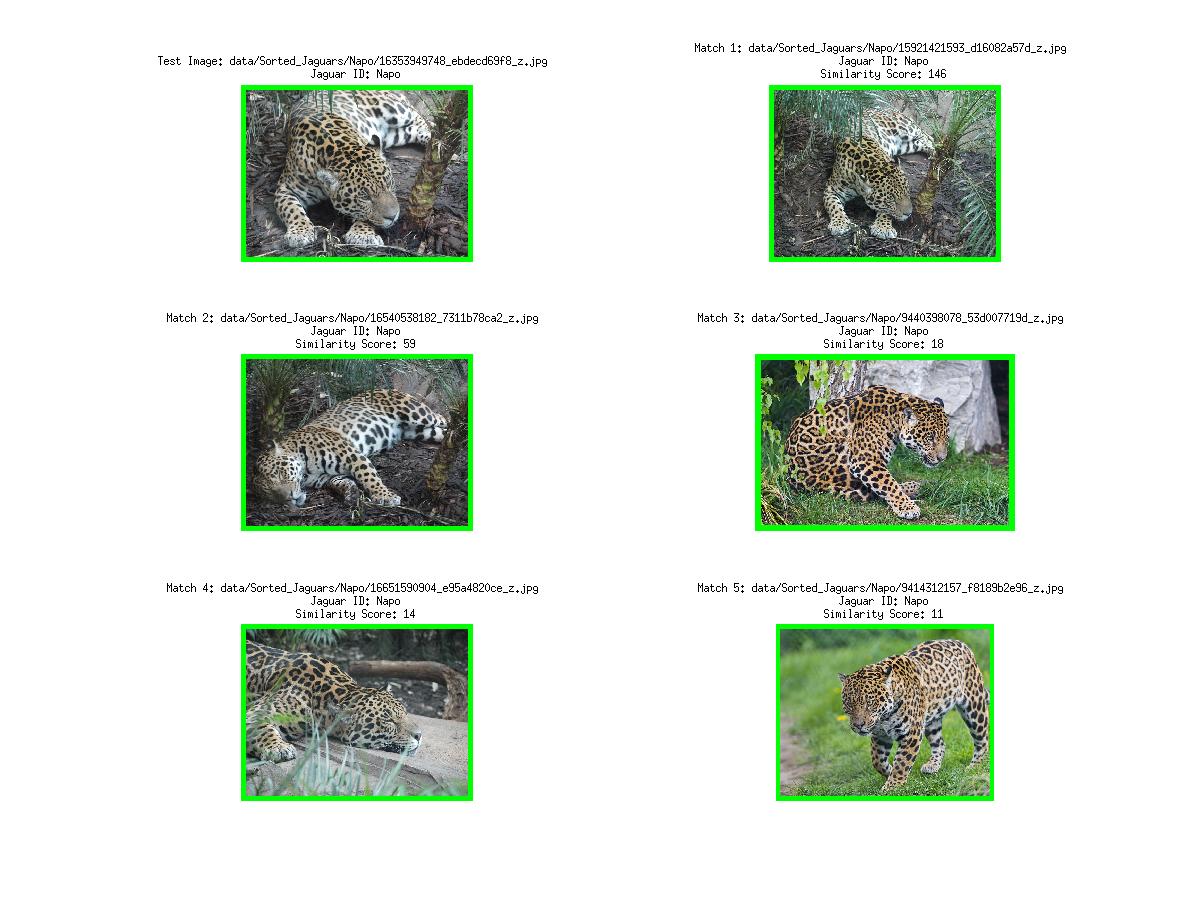 Test Image: data/Sorted_Jaguars/Napo/16353949748_ebdecd69f8_z.jpg
Jaguar ID: Napo
Match 1: data/Sorted_Jaguars/Napo/15921421593_d16082a57d_z.jpg
Jaguar ID: Napo
Similarity Score: 146
Match 2: data/Sorted_Jaguars/Napo/16540538182_7311b78ca2_z.jpg
Jaguar ID: Napo
Similarity Score: 59
Match 3: data/Sorted_Jaguars/Napo/9440398078_53d007719d_z.jpg
Jaguar ID: Napo
Similarity Score: 18
Match 4: data/Sorted_Jaguars/Napo/16651590904_e95a4820ce_z.jpg
Jaguar ID: Napo
Similarity Score: 14
Match 5: data/Sorted_Jaguars/Napo/9414312157_f8189b2e96_z.jpg
Jaguar ID: Napo
Similarity Score: 11